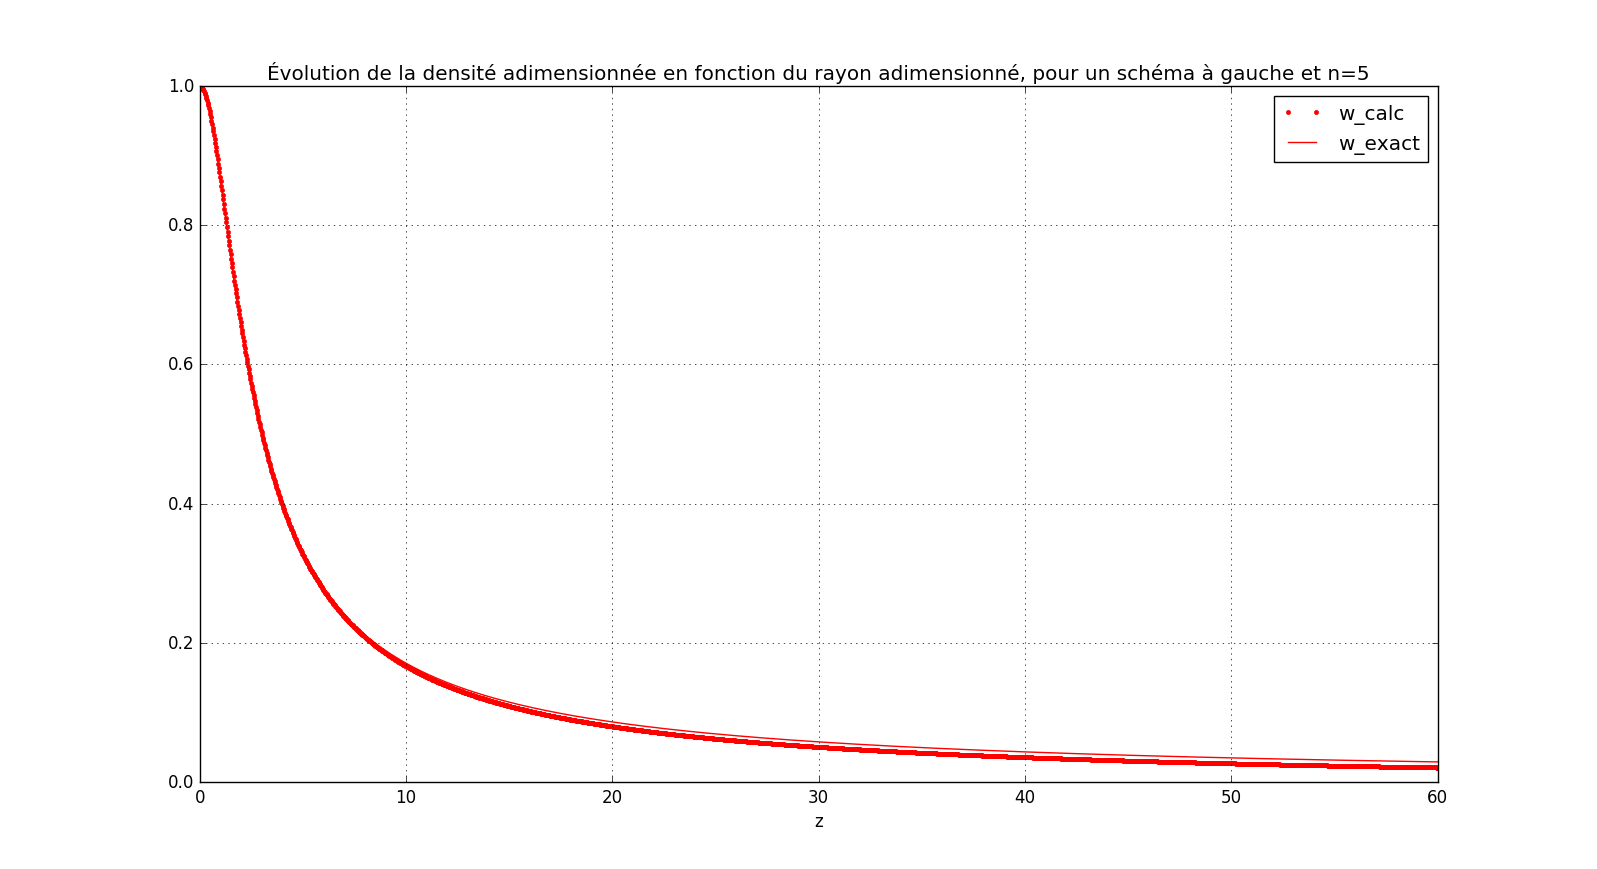 Évolution de la densité adimensionnée en fonction du rayon adimensionné, pour un schéma à gauche et n=5
1.0
w_calc
w_exact
0.8
0.6
0.4
0.2
0.0
0 10 20 30 40 50 60
z